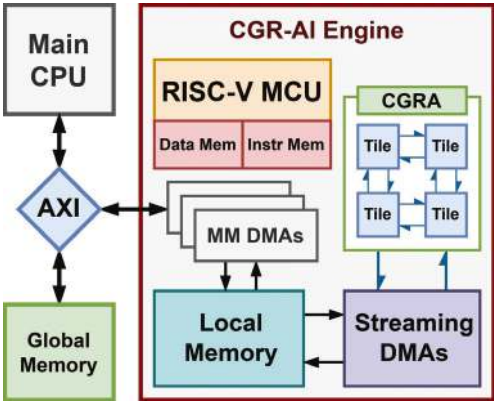 Main
CPU
AXI
Global
Memory
CGR-AI Engine
RISC-V MCU
Data Mem
Instr Mem
MM DMAs
CGRA
Tile
Tile
Tile
Tile
Local
Memory
Streaming
DMAs